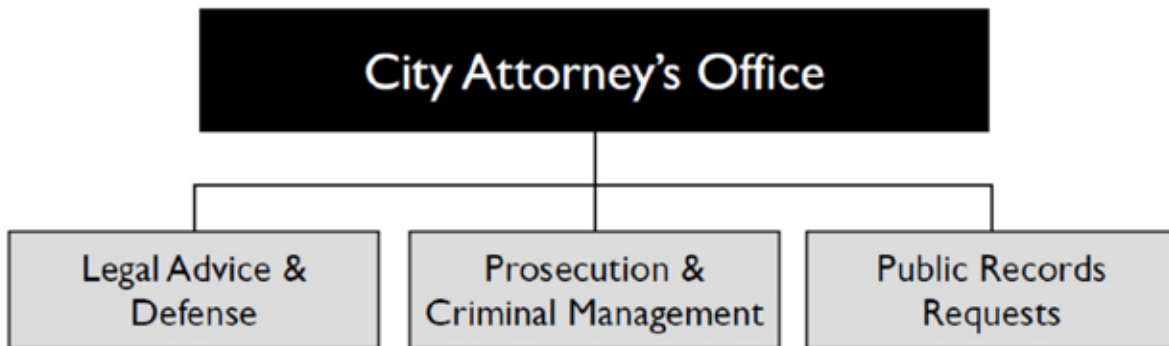 City Attorney's Office
Legal Advice &
Defense
Prosecution &
Criminal Management
Public Records
Requests